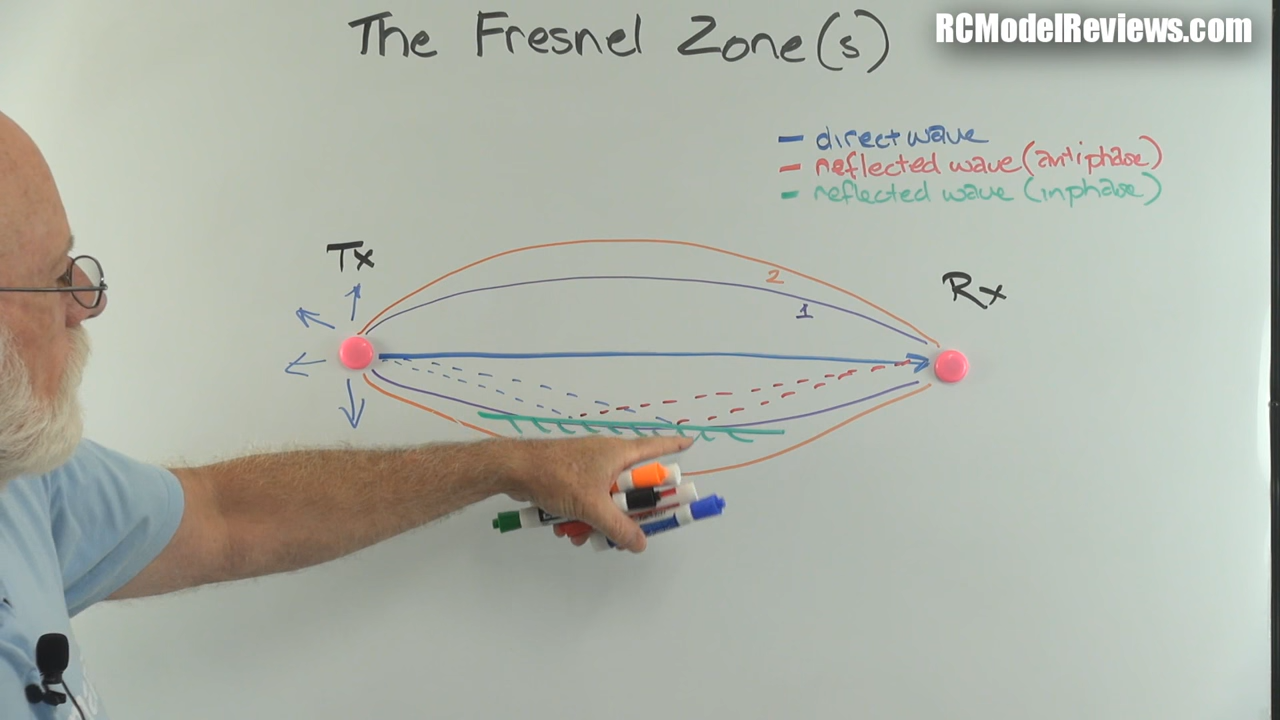 The Fresnel Zone(s)
RCModelReviews.com
direct wave
reflected wave (antiphase)
reflected wave (inphase)
Tx
Rx
2
1